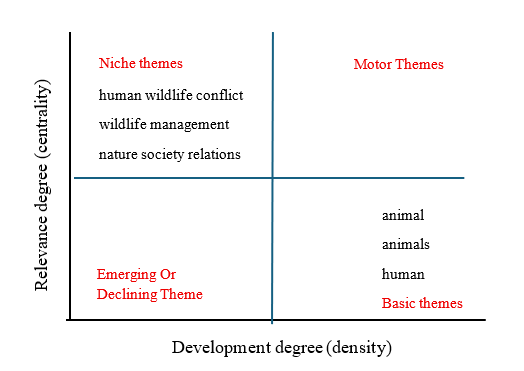 Relevance degree (centrality)
Niche themes
human wildlife conflict
wildlife management
nature society relations
Motor Themes
Emerging Or
Declining Theme
animal
animals
human
Basic themes
Development degree (density)